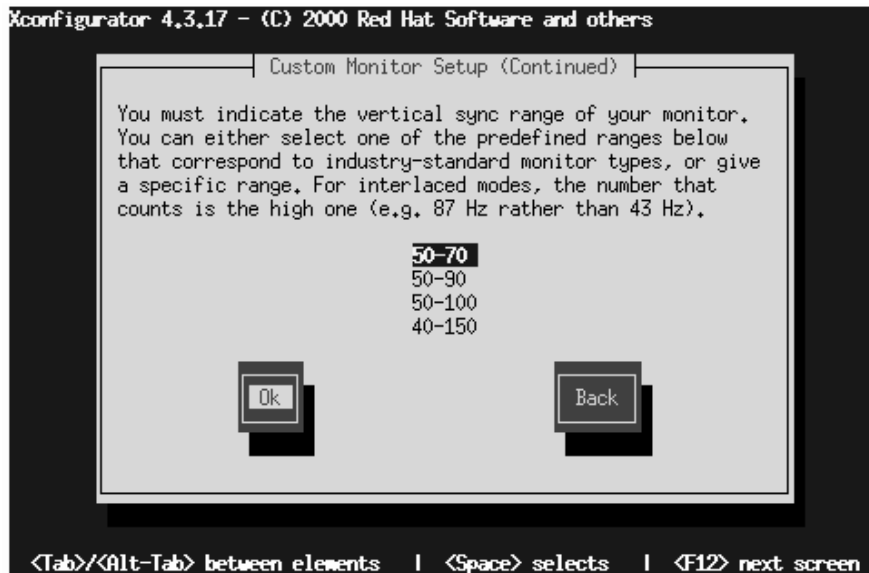 Xconfigurator 4.3.17 - (C) 2000 Red Hat Software and others
Custom Monitor Setup (Continued)
You must indicate the vertical sync range of your monitor.
You can either select one of the predefined ranges below
that correspond to industry-standard monitor types, or give
a specific range. For interlaced modes, the number that
counts is the high one (e.g. 87 Hz rather than 43 Hz).
50-70
50-90
50-100
40-150
Ok Back
<Tab>/<Alt-Tab> between elements | <Space> selects | <F12> next screen